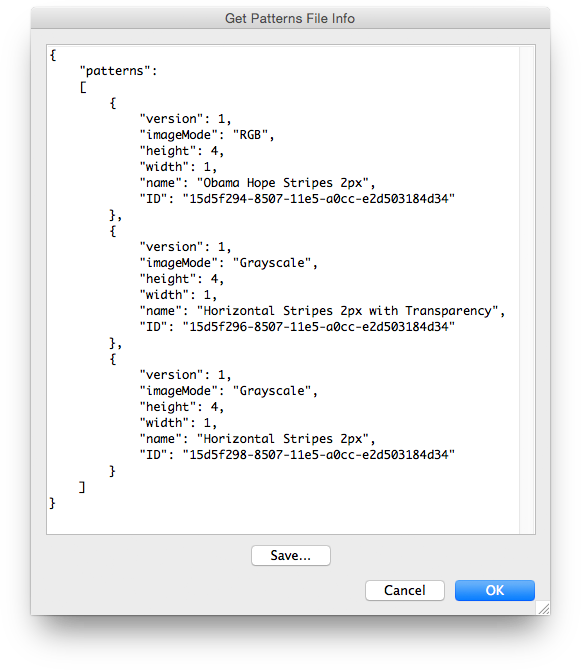 Get Patterns File Info
{
    "patterns":
    [
        {
            "version": 1,
            "imageMode": "RGB",
            "height": 4,
            "width": 1,
            "name": "Obama Hope Stripes 2px",
            "ID": "15d5f294-8507-11e5-a0cc-e2d503184d34"
        },
        {
            "version": 1,
            "imageMode": "Grayscale",
            "height": 4,
            "width": 1,
            "name": "Horizontal Stripes 2px with Transparency",
            "ID": "15d5f296-8507-11e5-a0cc-e2d503184d34"
        },
        {
            "version": 1,
            "imageMode": "Grayscale",
            "height": 4,
            "width": 1,
            "name": "Horizontal Stripes 2px",
            "ID": "15d5f298-8507-11e5-a0cc-e2d503184d34"
        }
    ]
}
Save...
Cancel
OK